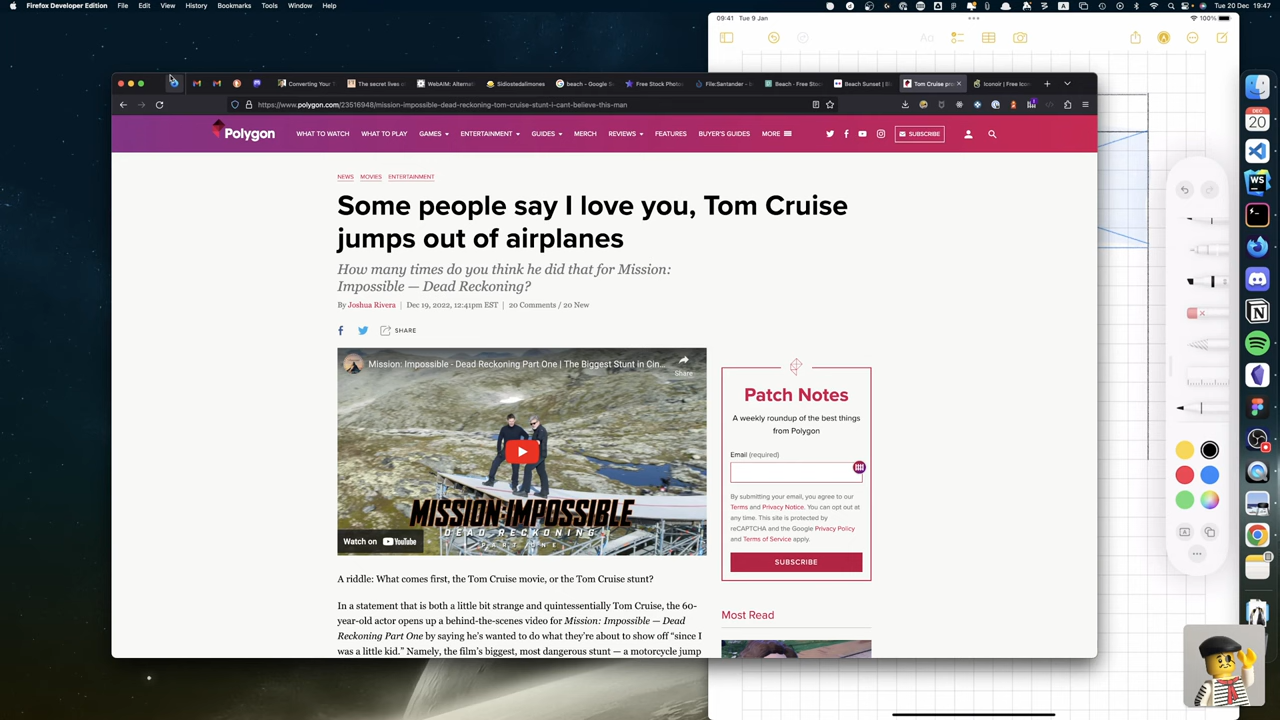 Firefox Developer Edition File Edit View History Bookmarks Tools Window Help
Tue 20 Dec 19:47
09:41 Tue 9 Jan
100%
Aa
Converting Your
The secret lives
WebAIM: Alternat
Sidiostedalimones
beach - Google S
Free Stock Photo
File:Santander
Beach - Free Stoc
Beach Sunset | B
Tom Cruise pr
Iconoir | Free Icon
https://www.polygon.com/23516948/mission-impossible-dead-reckoning-tom-cruise-stunt-i-cant-believe-this-man
Polygon
WHAT TO WATCH WHAT TO PLAY GAMES ENTERTAINMENT GUIDES MERCH REVIEWS FEATURES BUYER'S GUIDES MORE
SUBSCRIBE
NEWS MOVIES ENTERTAINMENT
Some people say I love you, Tom Cruise
jumps out of airplanes
How many times do you think he did that for Mission:
Impossible — Dead Reckoning?
By Joshua Rivera | Dec 19, 2022, 12:41pm EST | 20 Comments / 20 New
SHARE
Mission: Impossible - Dead Reckoning Part One | The Biggest Stunt in Cin...
Share
MISSION: IMPOSSIBLE
DEAD RECKONING
PART ONE
Watch on YouTube
Patch Notes
A weekly roundup of the best things
from Polygon
Email (required)
By submitting your email, you agree to our
Terms and Privacy Notice. You can opt out at
any time. This site is protected by
reCAPTCHA and the Google Privacy Policy
and Terms of Service apply.
SUBSCRIBE
A riddle: What comes first, the Tom Cruise movie, or the Tom Cruise stunt?
In a statement that is both a little bit strange and quintessentially Tom Cruise, the 60-
year-old actor opens up a behind-the-scenes video for Mission: Impossible — Dead
Reckoning Part One by saying he's wanted to do what they're about to show off "since I
was a little kid." Namely, the film's biggest, most dangerous stunt — a motorcycle jump
Most Read
DEC
20
WS